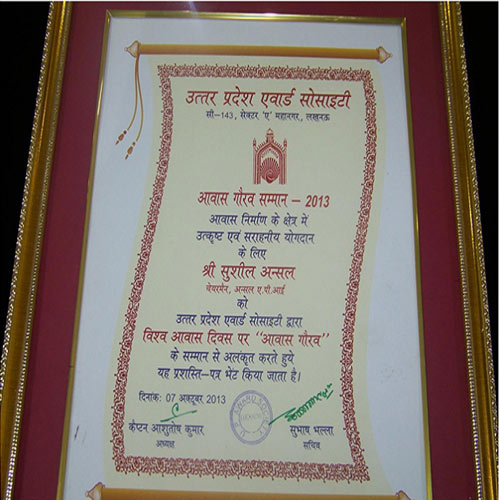 उत्तर प्रदेश एवार्ड सोसाइटी
सी-143, सेक्टर 'ए' महानगर, लखनऊ
आवास गौरव सम्मान - 2013
आवास निर्माण के क्षेत्र में
उत्कृष्ट एवं सराहनीय योगदान
के लिए
श्री सुशील अन्सल
चेयरमैन, अन्सल ए.पी.आई
को
उत्तर प्रदेश एवार्ड सोसाइटी द्वारा
विश्व आवास दिवस पर "आवास गौरव"
के सम्मान से अलंकृत करते हुये
यह प्रशस्ति-पत्र भेंट किया जाता है।
दिनांक: 07 अक्टूबर 2013
कैप्टन आशुतोष कुमार
अध्यक्ष
सुभाष भल्ला
सचिव